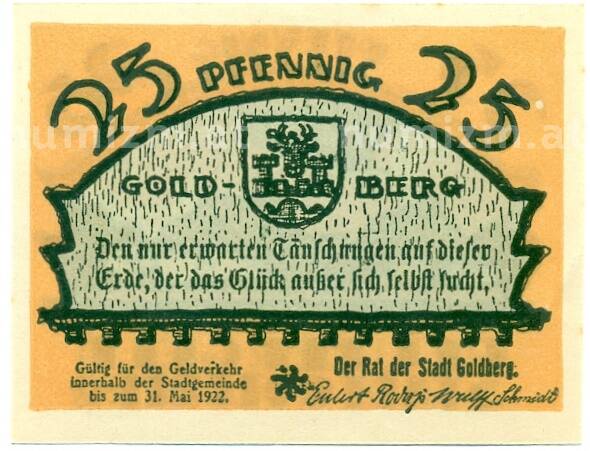 25 PFENNIG 25
GOLD-BERG
Den nur erwarten Täuschungen auf dieser
Erde, der das Glück außer sich selbst sucht.
Gültig für den Geldverkehr
innerhalb der Stadtgemeinde
bis zum 31. Mai 1922.
Der Rat der Stadt Goldberg:
Schmidt